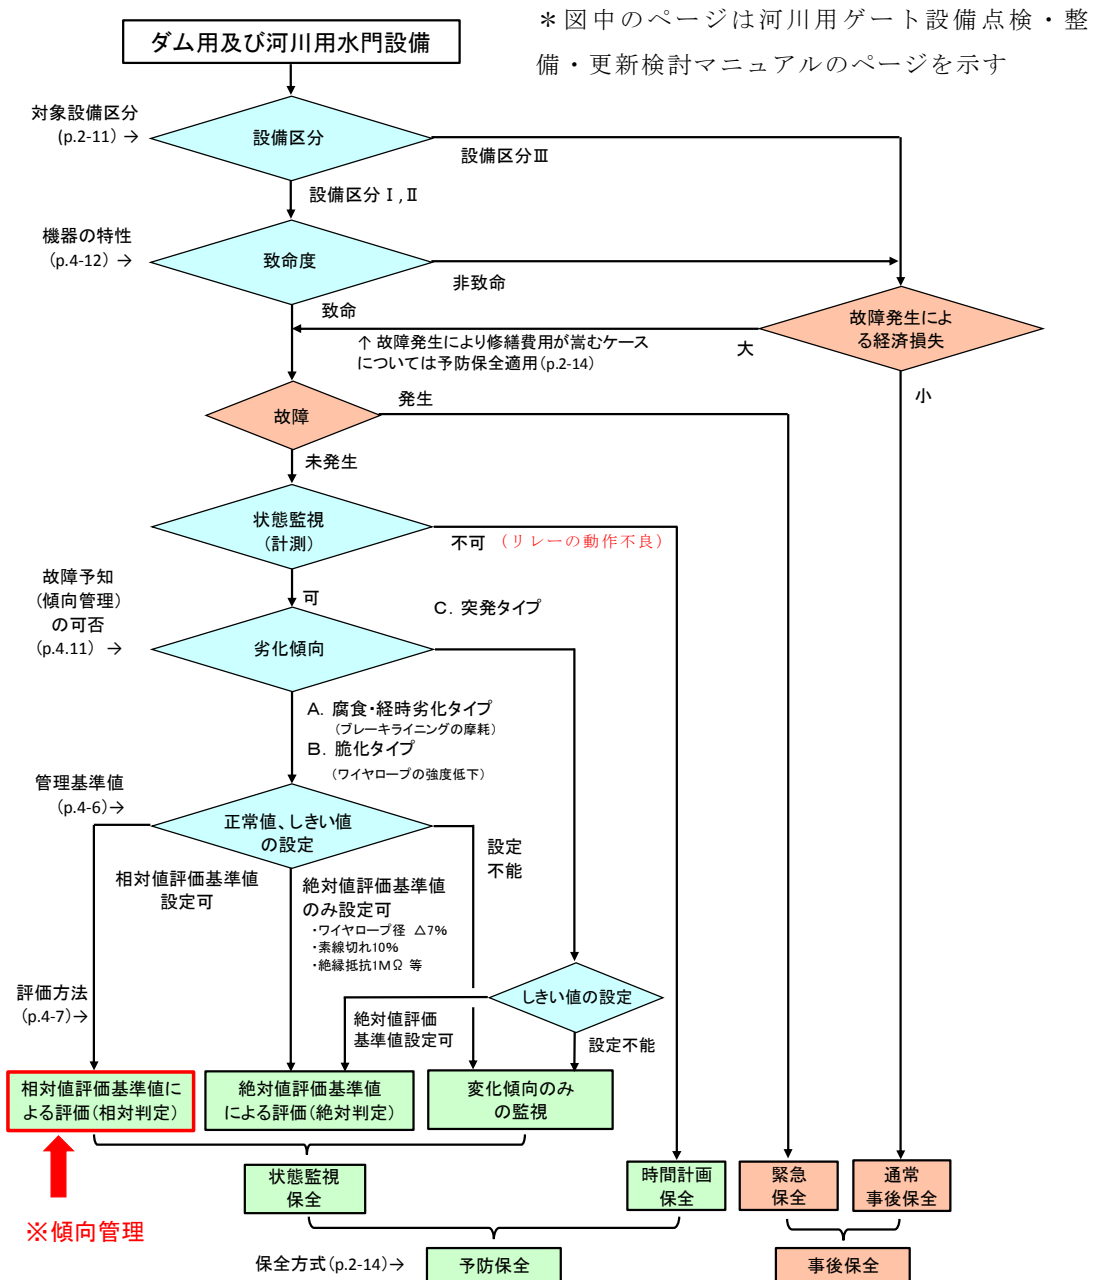 ＊図中のページは河川用ゲート設備点検・整
備・更新検討マニュアルのページを示す
ダム用及び河川用水門設備
対象設備区分
(p.2-11) →
設備区分
設備区分Ⅲ
設備区分Ⅰ,Ⅱ
機器の特性
(p.4-12) →
致命度
非致命
致命
故障発生によ
る経済損失
大
小
↑ 故障発生により修繕費用が嵩むケース
については予防保全適用(p.2-14)
故障
発生
未発生
状態監視
(計測)
不可 （リレーの動作不良）
可
故障予知
(傾向管理)
の可否
(p.4.11) →
劣化傾向
C. 突発タイプ
A. 腐食・経時劣化タイプ
(ブレーキライニングの摩耗)
B. 脆化タイプ
(ワイヤロープの強度低下)
管理基準値
(p.4-6)→
正常値、しきい値
の設定
相対値評価基準値
設定可
絶対値評価基準値
のみ設定可
・ワイヤロープ径 △7%
・素線切れ10%
・絶縁抵抗1MΩ 等
設定
不能
しきい値の設定
絶対値評価
基準値設定可
設定不能
評価方法
(p.4-7)→
相対値評価基準値に
よる評価(相対判定)
絶対値評価基準値
による評価(絶対判定)
変化傾向のみ
の監視
※傾向管理
状態監視
保全
時間計画
保全
緊急
保全
通常
事後保全
保全方式(p.2-14)→
予防保全
事後保全